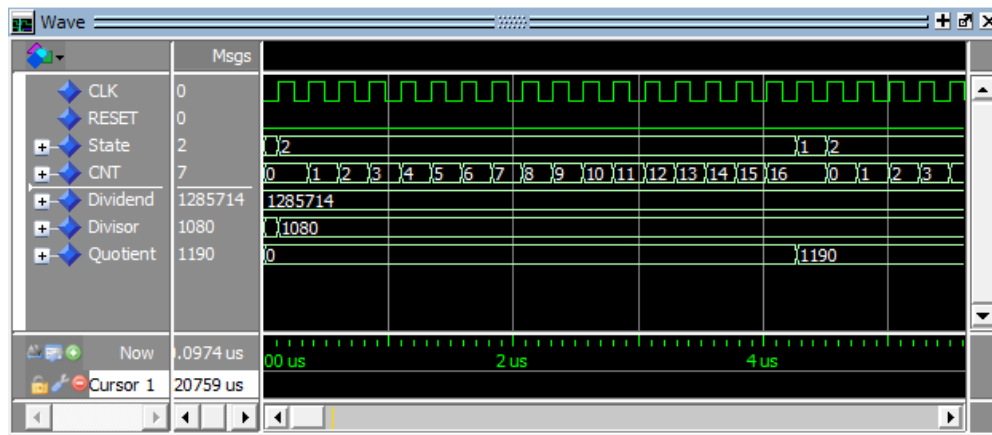 Wave
Msgs
CLK 0
RESET 0
State 2 2 1 2
CNT 7 0 1 2 3 4 5 6 7 8 9 10 11 12 13 14 15 16 0 1 2 3
Dividend 1285714 1285714
Divisor 1080 1080
Quotient 1190 0 1190
Now .0974 us 00 us 2 us 4 us
Cursor 1 20759 us